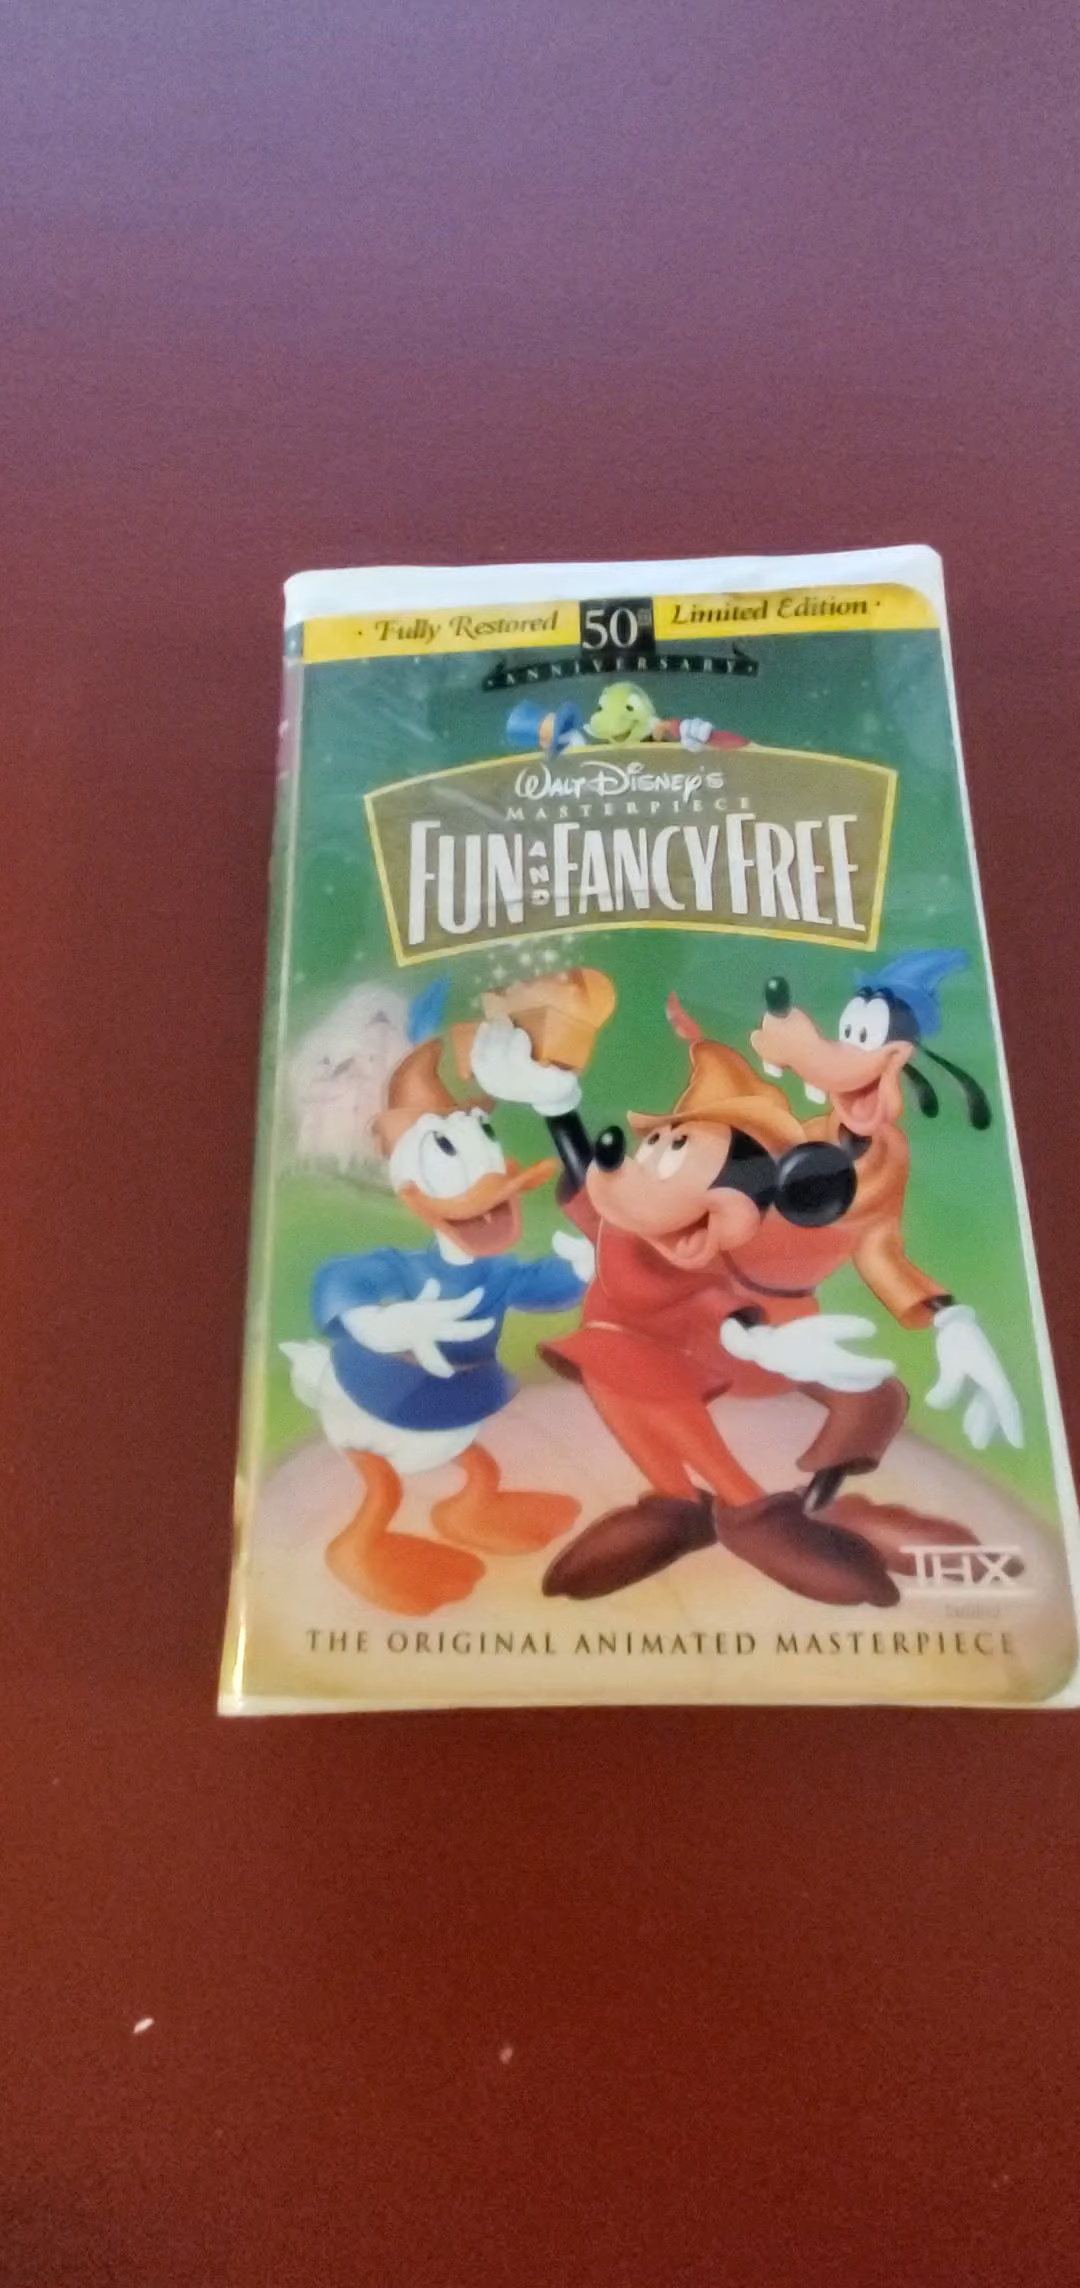 · Fully Restored 50TH Limited Edition ·
· ANNIVERSARY ·
WALT DISNEY'S
MASTERPIECE
FUN AND FANCY FREE
THX
THE ORIGINAL ANIMATED MASTERPIECE